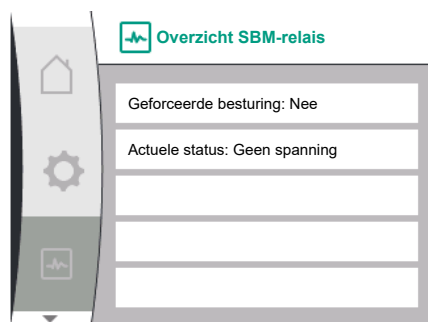 Overzicht SBM-relais
Geforceerde besturing: Nee
Actuele status: Geen spanning